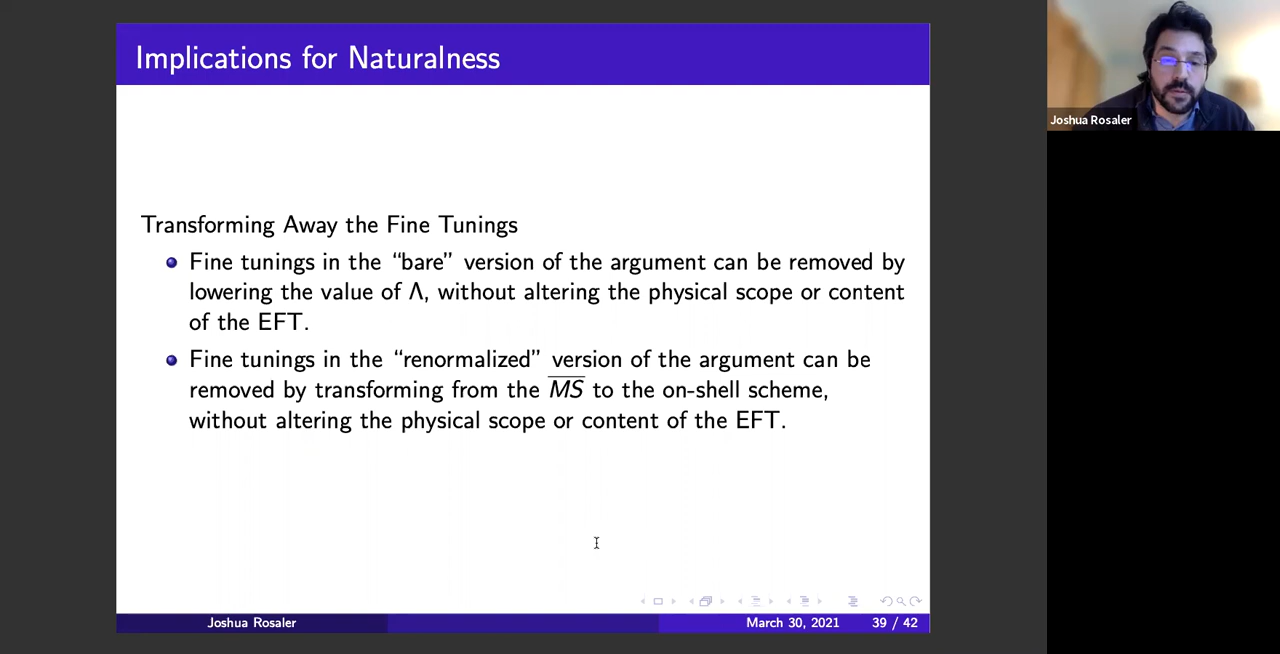 Implications for Naturalness
Joshua Rosaler
Transforming Away the Fine Tunings
Fine tunings in the “bare” version of the argument can be removed by
lowering the value of Λ, without altering the physical scope or content
of the EFT.
Fine tunings in the “renormalized” version of the argument can be
removed by transforming from the M̅S̅ to the on-shell scheme,
without altering the physical scope or content of the EFT.
Joshua Rosaler March 30, 2021 39 / 42